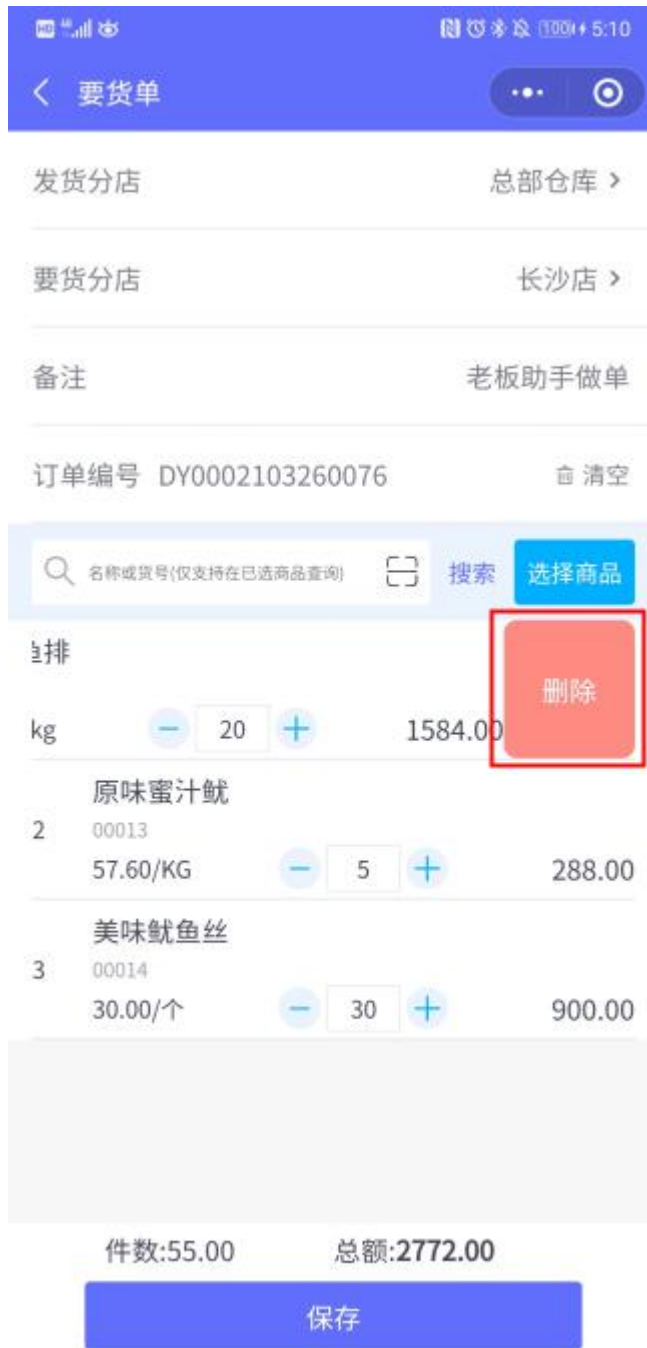 100 5:10
要货单
发货分店 总部仓库
要货分店 长沙店
备注 老板助手做单
订单编号 DY0002103260076 清空
名称或货号(仅支持在已选商品查询) 搜索 选择商品
鱼排
删除
kg 20 1584.00
原味蜜汁鱿
2 00013
57.60/KG 5 288.00
美味鱿鱼丝
3 00014
30.00/个 30 900.00
件数:55.00 总额:2772.00
保存